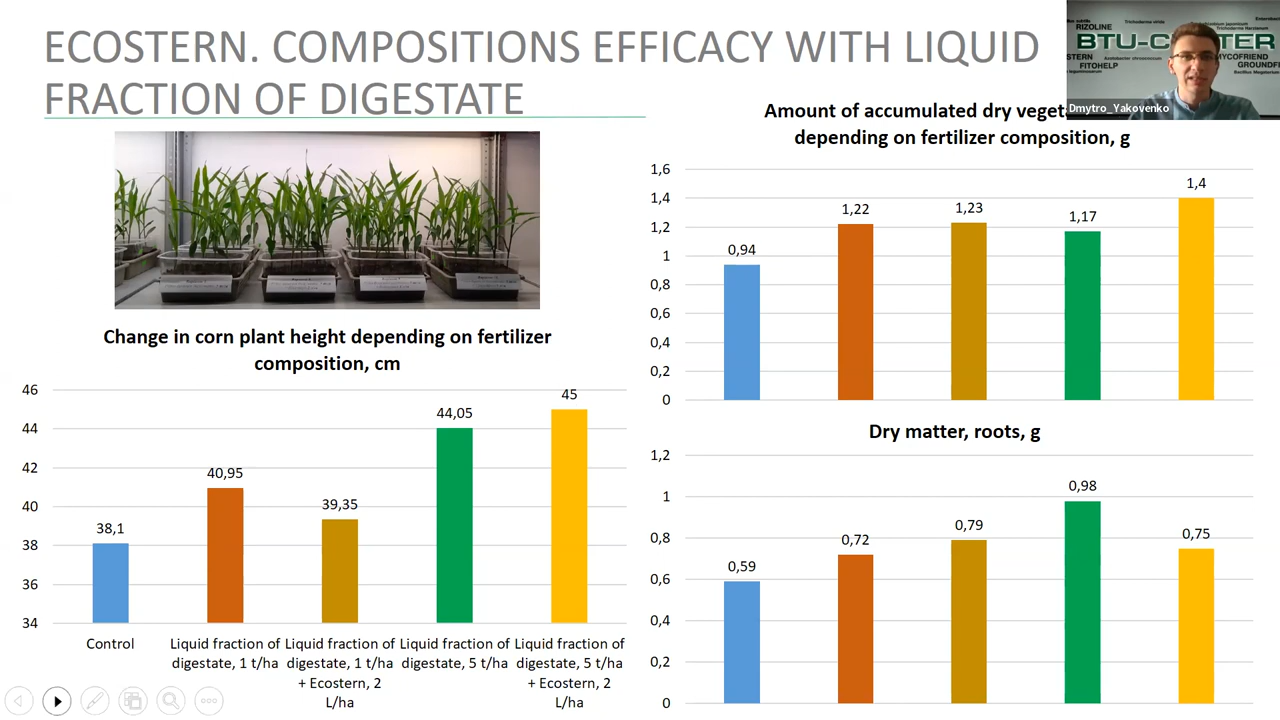 ECOSTERN. COMPOSITIONS EFFICACY WITH LIQUID
FRACTION OF DIGESTATE
RIZOLINE
BTU-C TER
STERN
MYCOFRIEND
FITOHELP
GROUNDF
Dmytro_Yakovenko
Change in corn plant height depending on fertilizer
composition, cm
46
44
42
40
38
36
34
38,1
40,95
39,35
44,05
45
Control
Liquid fraction of
digestate, 1 t/ha
Liquid fraction of
digestate, 1 t/ha
+ Ecostern, 2
L/ha
Liquid fraction of
digestate, 5 t/ha
Liquid fraction of
digestate, 5 t/ha
+ Ecostern, 2
L/ha
Amount of accumulated dry
depending on fertilizer composition, g
1,6
1,4
1,2
1
0,8
0,6
0,4
0,2
0
0,94
1,22
1,23
1,17
1,4
Dry matter, roots, g
1,2
1
0,8
0,6
0,4
0,2
0
0,59
0,72
0,79
0,98
0,75